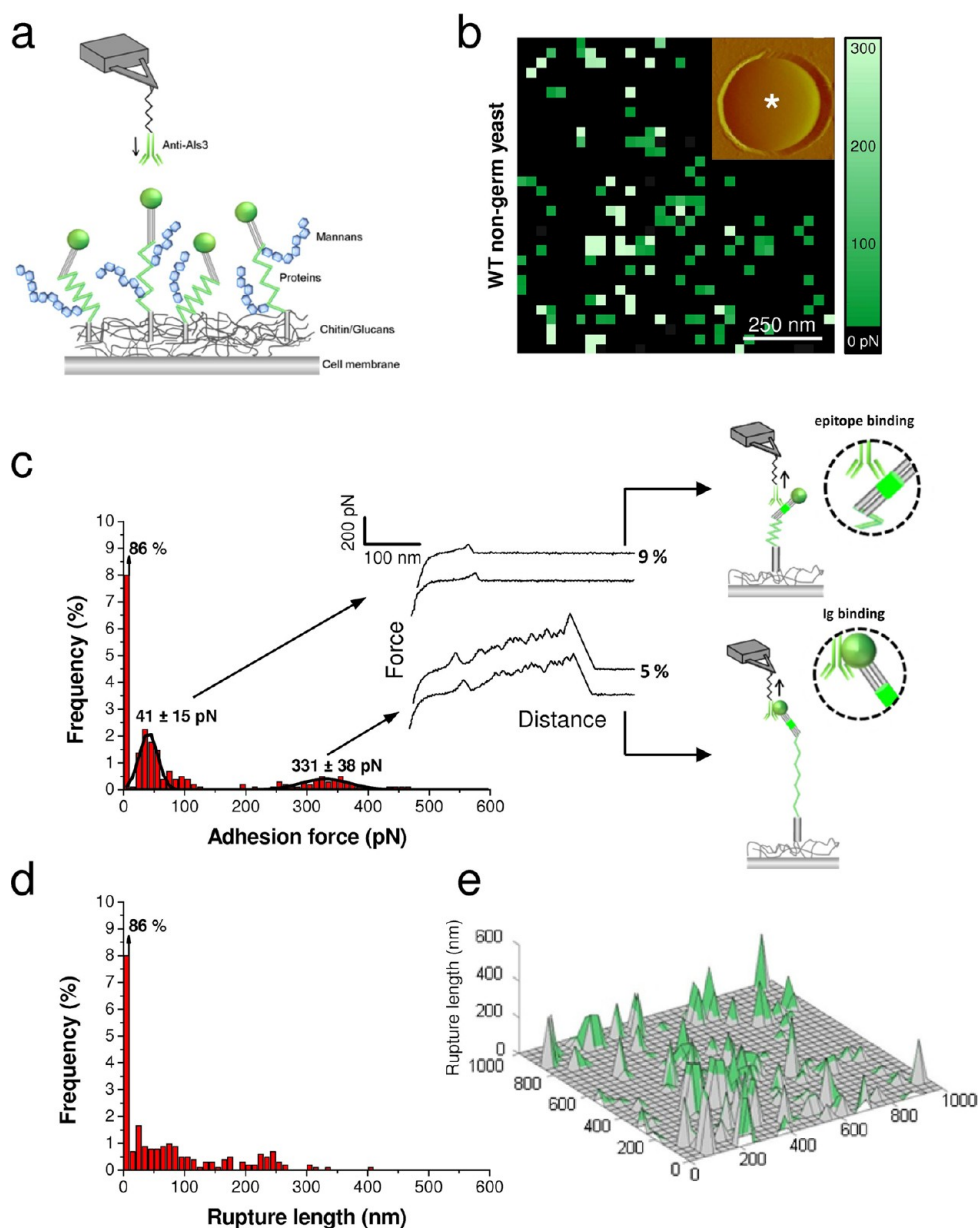 a
Anti-Als3
Mannans
Proteins
Chitin/Glucans
Cell membrane
b
WT non-germ yeast
*
250 nm
300
200
100
0 pN
c
Frequency (%)
10
9
8
7
6
5
4
3
2
1
0
86 %
41 ± 15 pN
331 ± 38 pN
0 100 200 300 400 500 600
Adhesion force (pN)
200 pN
100 nm
Force
Distance
9 %
5 %
epitope binding
Ig binding
d
Frequency (%)
10
9
8
7
6
5
4
3
2
1
0
86 %
0 100 200 300 400 500 600
Rupture length (nm)
e
Rupture length (nm)
600
400
200
0
1000
800
600
400
200
0
0
200
400
600
800
1000